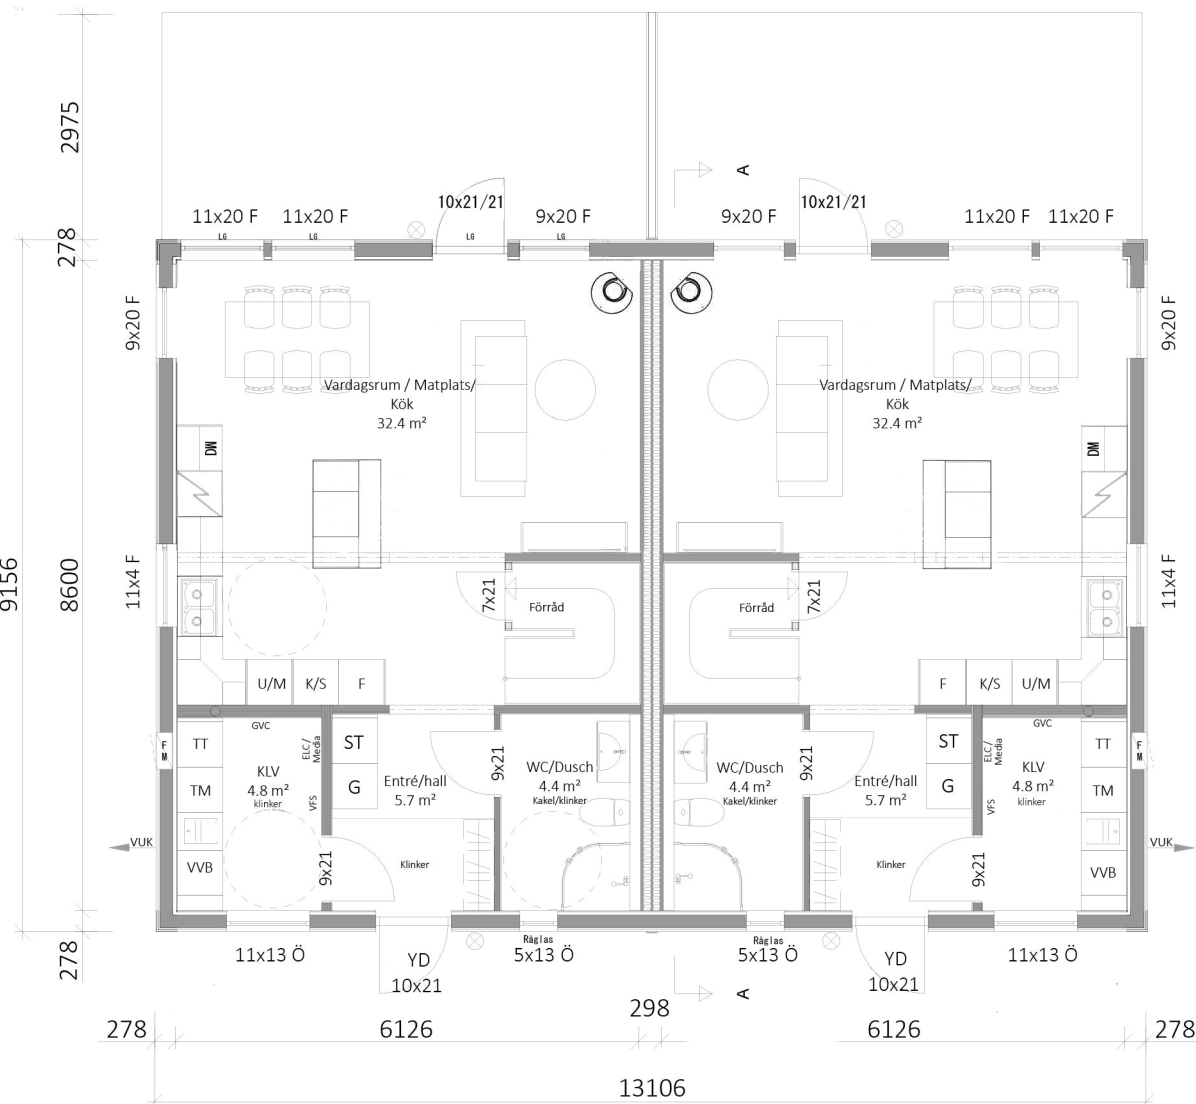 2975
A
10x21/21
10x21/21
11x20 F
11x20 F
9x20 F
9x20 F
11x20 F
11x20 F
LG
LG
LG
LG
278
9x20 F
9x20 F
Vardagsrum / Matplats/
Kök
32.4 m²
Vardagsrum / Matplats/
Kök
32.4 m²
DM
DM
9156
8600
11x4 F
11x4 F
7x21
Förråd
Förråd
7x21
U/M
K/S
F
F
K/S
U/M
GVC
GVC
TT
ELC /
Media
ST
ST
ELC /
Media
TT
FM
FM
9x21
9x21
KLV
4.8 m²
klinker
Entré/hall
5.7 m²
WC/Dusch
4.4 m²
Kakel/klinker
WC/Dusch
4.4 m²
Kakel/klinker
Entré/hall
5.7 m²
KLV
4.8 m²
klinker
TM
G
G
TM
VFS
VFS
VUK
VUK
VVB
9x21
Klinker
Klinker
9x21
VVB
278
11x13 Ö
YD
10x21
Råglas
5x13 Ö
Råglas
5x13 Ö
YD
10x21
11x13 Ö
A
278
6126
298
6126
278
13106